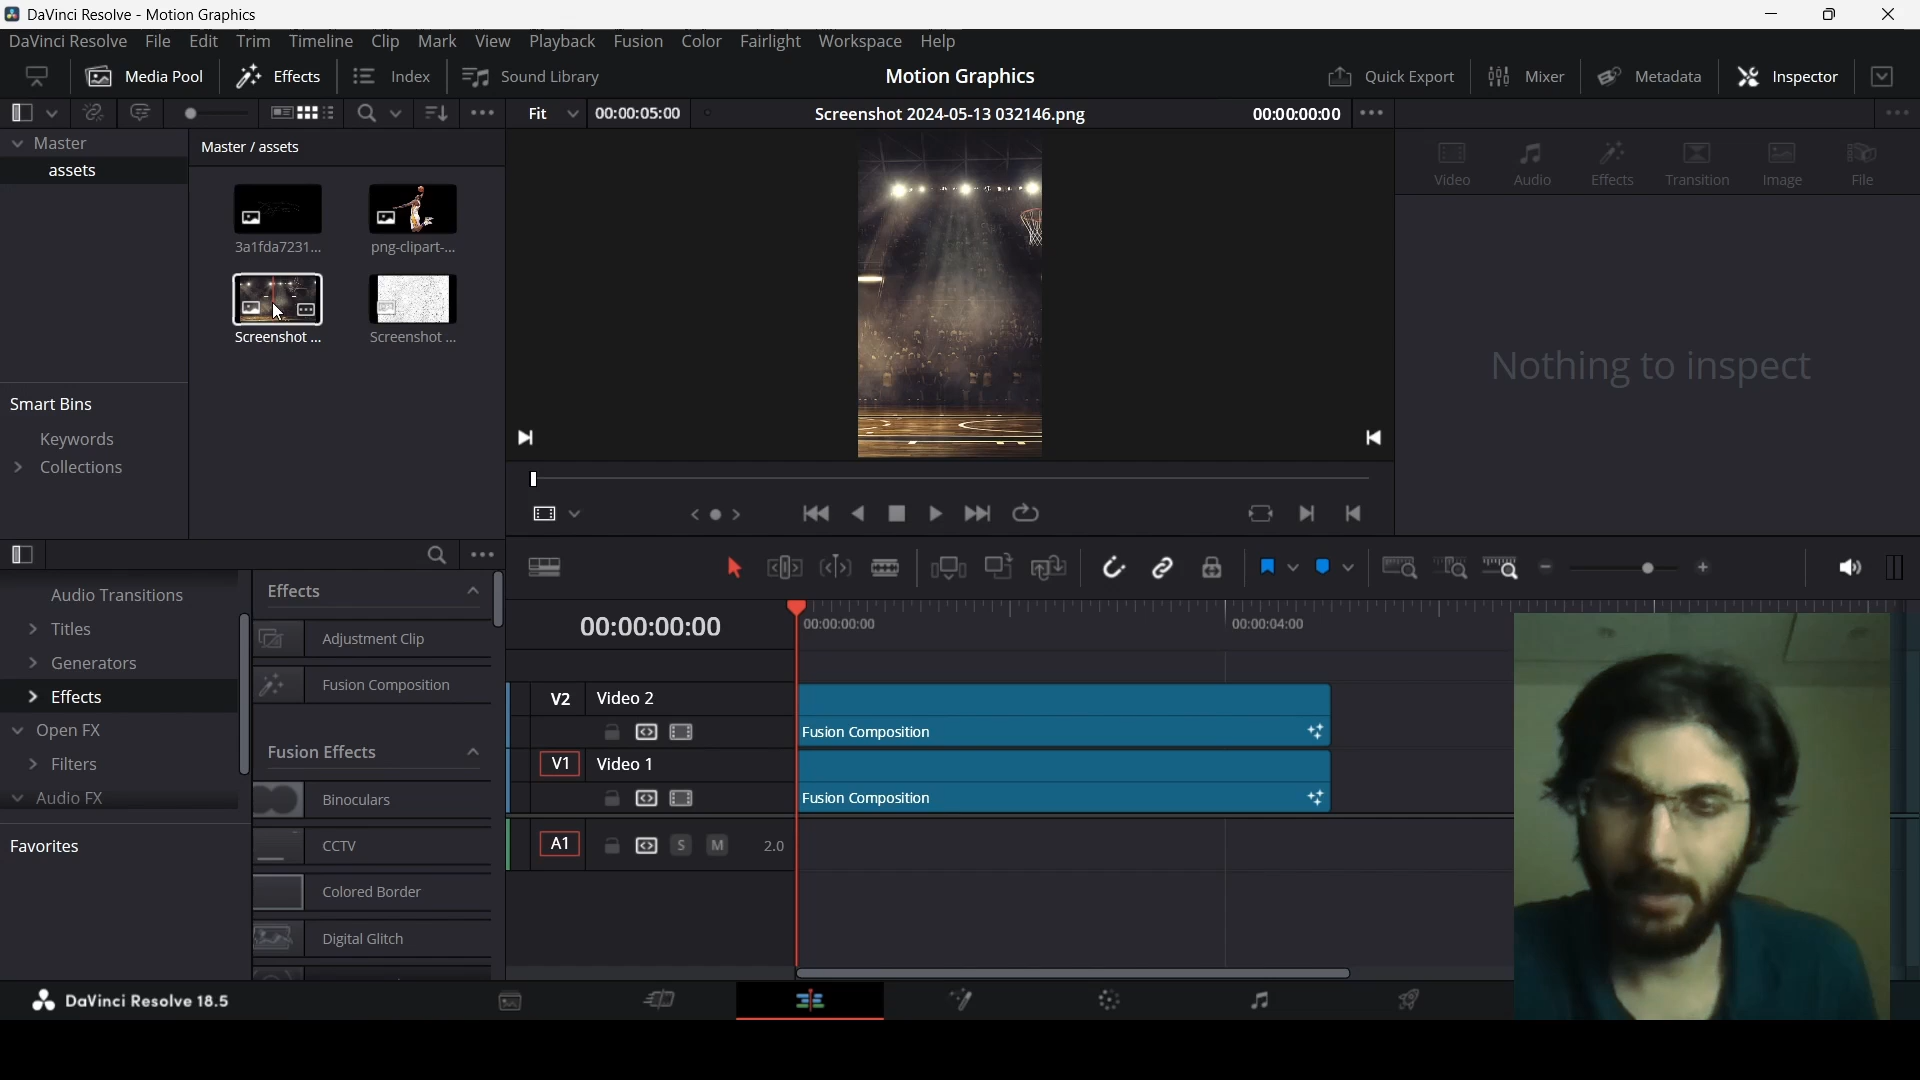 DaVinci Resolve - Motion Graphics
DaVinci Resolve File Edit Trim Timeline Clip Mark View Playback Fusion Color Fairlight Workspace Help
Media Pool Effects Index Sound Library Motion Graphics Quick Export Mixer Metadata Inspector
Fit 00:00:05:00 Screenshot 2024-05-13 032146.png 00:00:00:00
Master
assets
Master / assets
3a1fda7231... png-clipart-...
Screenshot ... Screenshot ...
Video Audio Effects Transition Image File
Nothing to inspect
Smart Bins
Keywords
Collections
Audio Transitions
Titles
Generators
Effects
Open FX
Filters
Audio FX
Favorites
Effects
Adjustment Clip
Fusion Composition
Fusion Effects
Binoculars
CCTV
Colored Border
Digital Glitch
00:00:00:00
00:00:00:00 00:00:04:00
V2 Video 2
Fusion Composition
V1 Video 1
Fusion Composition
A1 S M 2.0
DaVinci Resolve 18.5